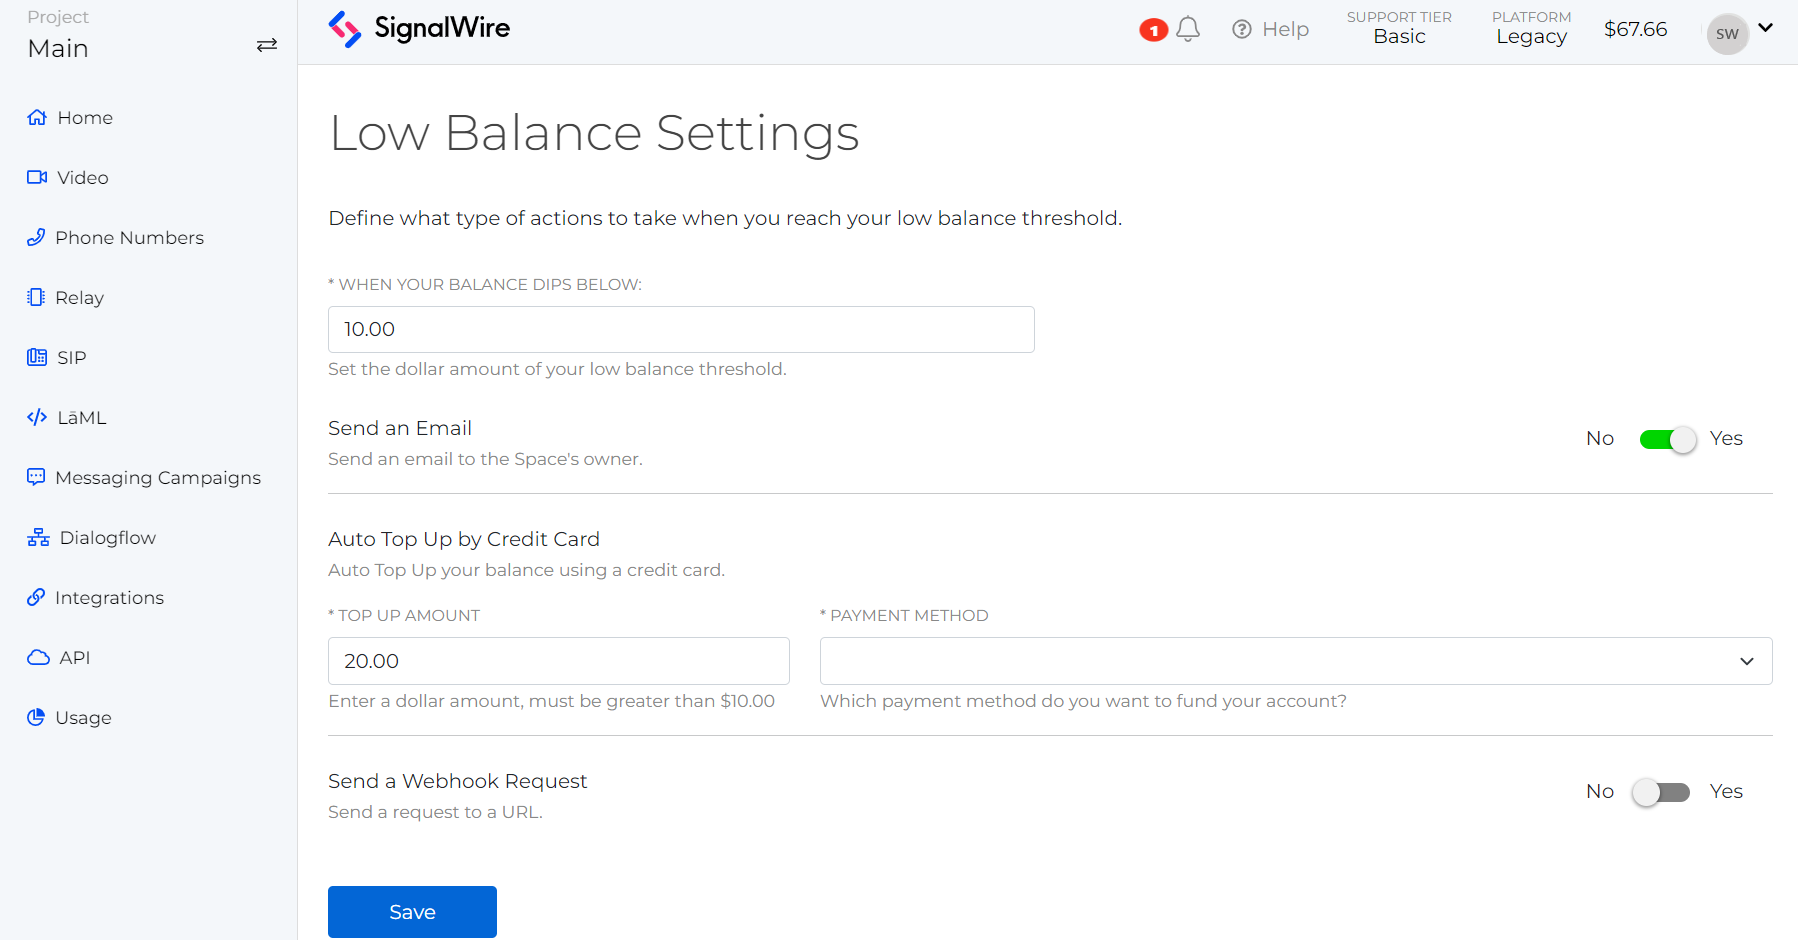 Project
Main
Home
Video
Phone Numbers
Relay
SIP
LāML
Messaging Campaigns
Dialogflow
Integrations
API
Usage
SignalWire
1
Help
SUPPORT TIER
Basic
PLATFORM
Legacy
$67.66
SW
Low Balance Settings
Define what type of actions to take when you reach your low balance threshold.
* WHEN YOUR BALANCE DIPS BELOW:
10.00
Set the dollar amount of your low balance threshold.
Send an Email
Send an email to the Space's owner.
No Yes
Auto Top Up by Credit Card
Auto Top Up your balance using a credit card.
* TOP UP AMOUNT
20.00
Enter a dollar amount, must be greater than $10.00
* PAYMENT METHOD
Which payment method do you want to fund your account?
Send a Webhook Request
Send a request to a URL.
No Yes
Save